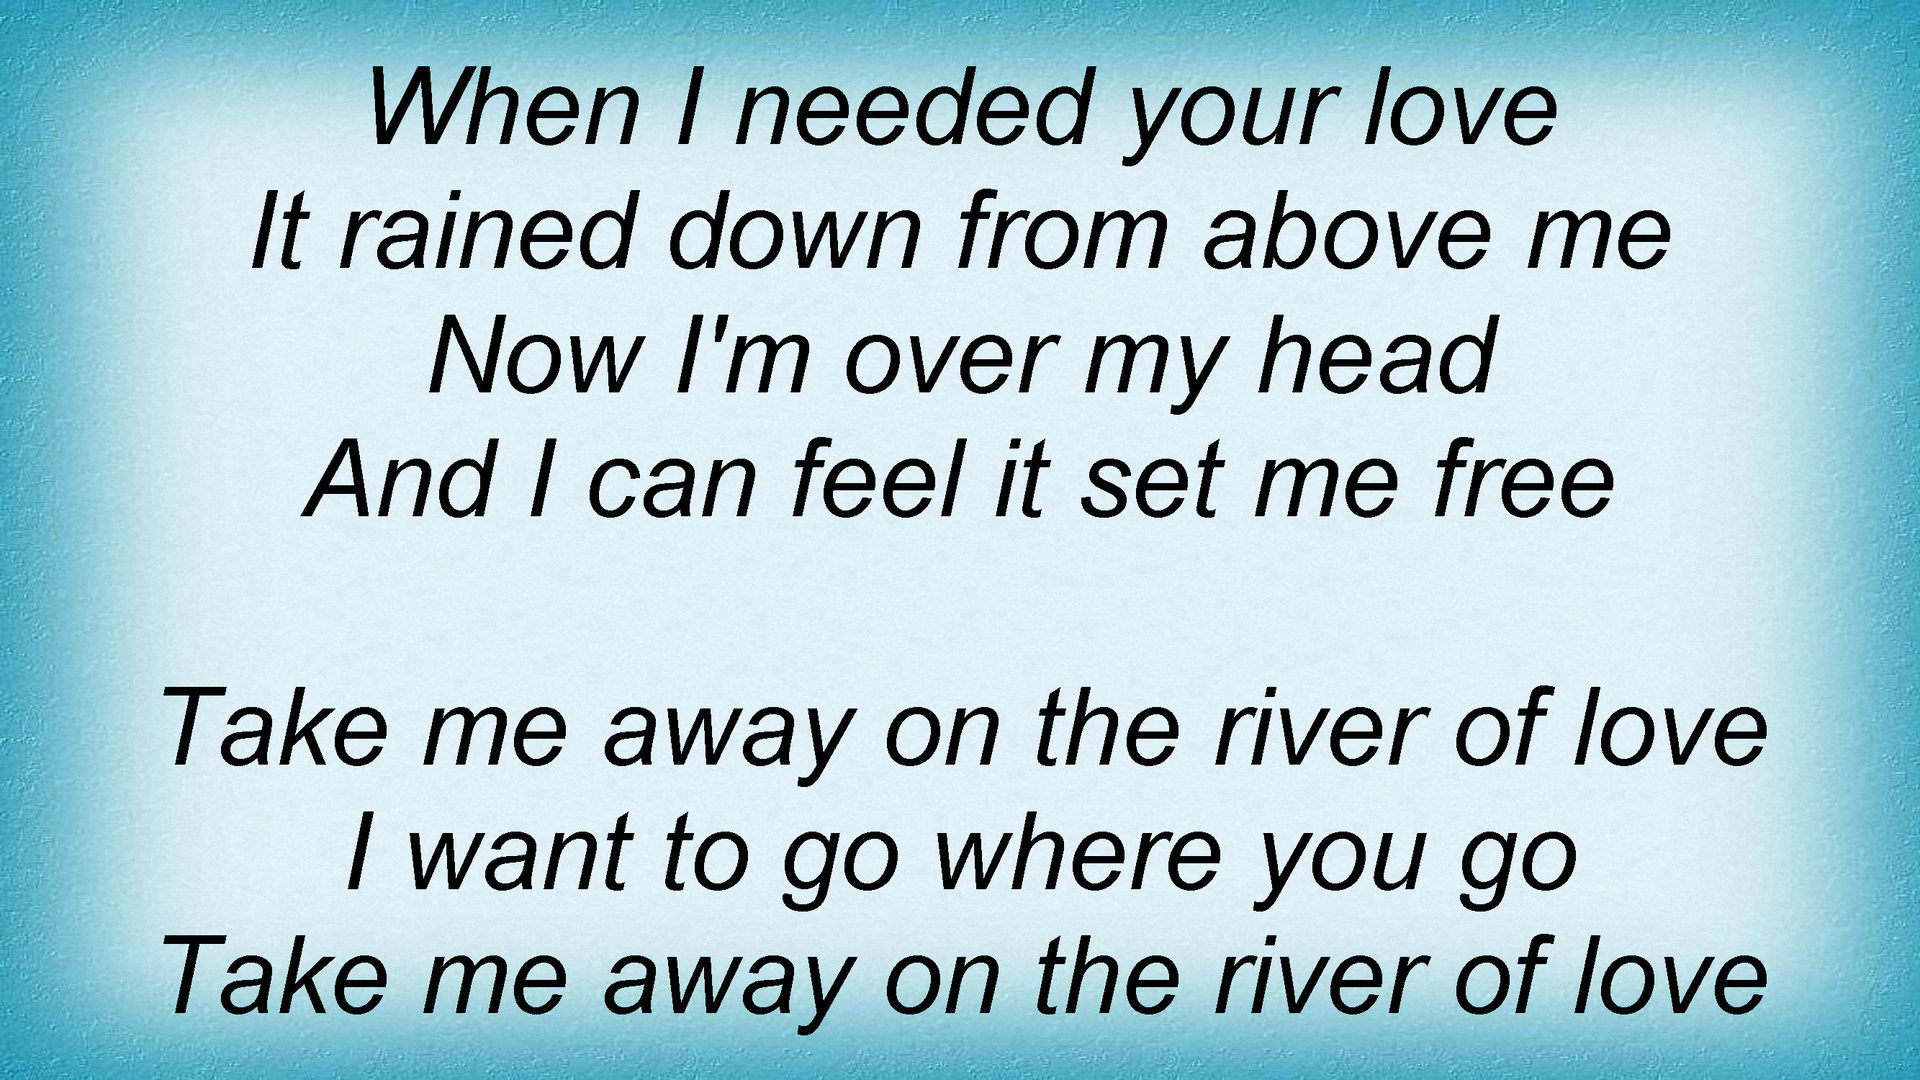 When I needed your love
It rained down from above me
Now I'm over my head
And I can feel it set me free

Take me away on the river of love
I want to go where you go
Take me away on the river of love